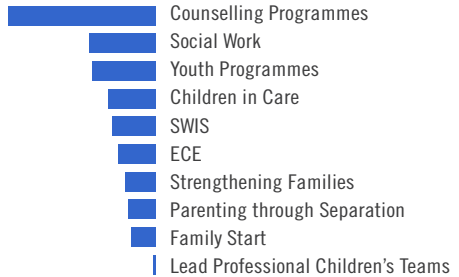 Counselling Programmes
Social Work
Youth Programmes
Children in Care
SWIS
ECE
Strengthening Families
Parenting through Separation
Family Start
Lead Professional Children’s Teams